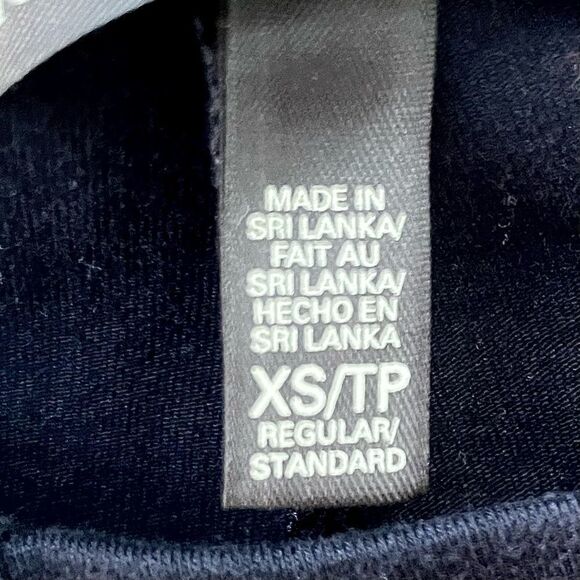 MADE IN
SRI LANKA/
FAIT AU
SRI LANKA/
HECHO EN
SRI LANKA
XS/TP
REGULAR/
STANDARD